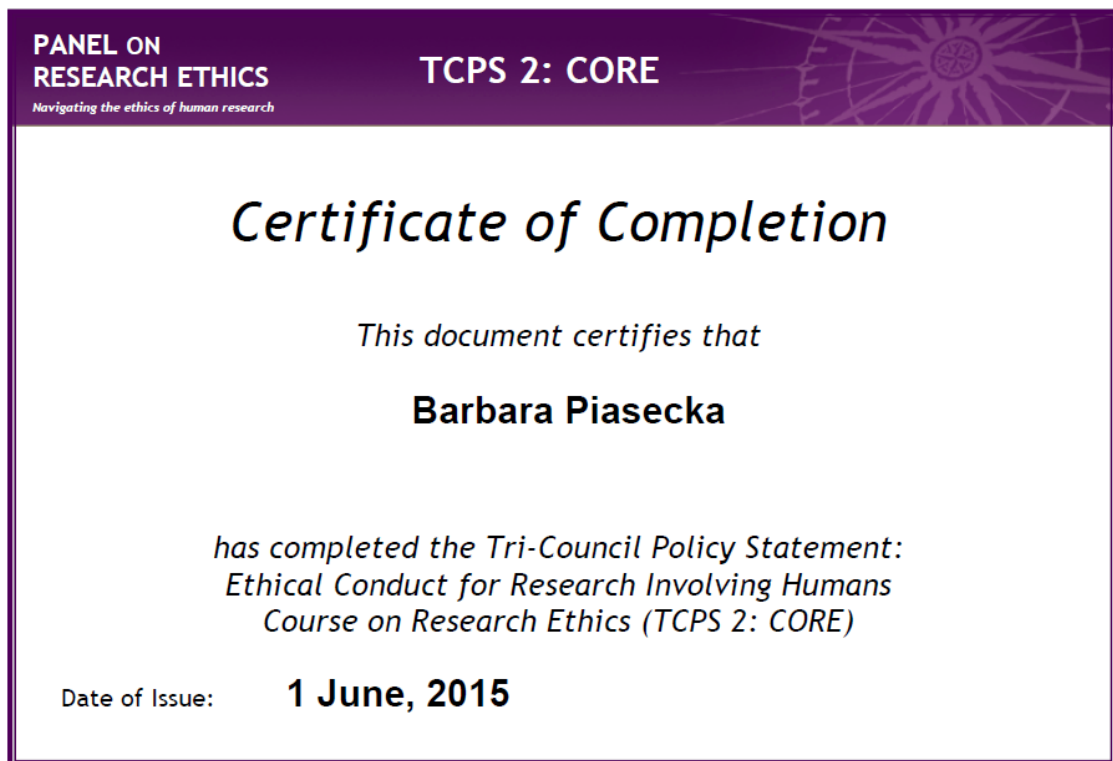 PANEL ON
RESEARCH ETHICS
Navigating the ethics of human research
TCPS 2: CORE
Certificate of Completion
This document certifies that
Barbara Piasecka
has completed the Tri-Council Policy Statement:
Ethical Conduct for Research Involving Humans
Course on Research Ethics (TCPS 2: CORE)
Date of Issue: 1 June, 2015